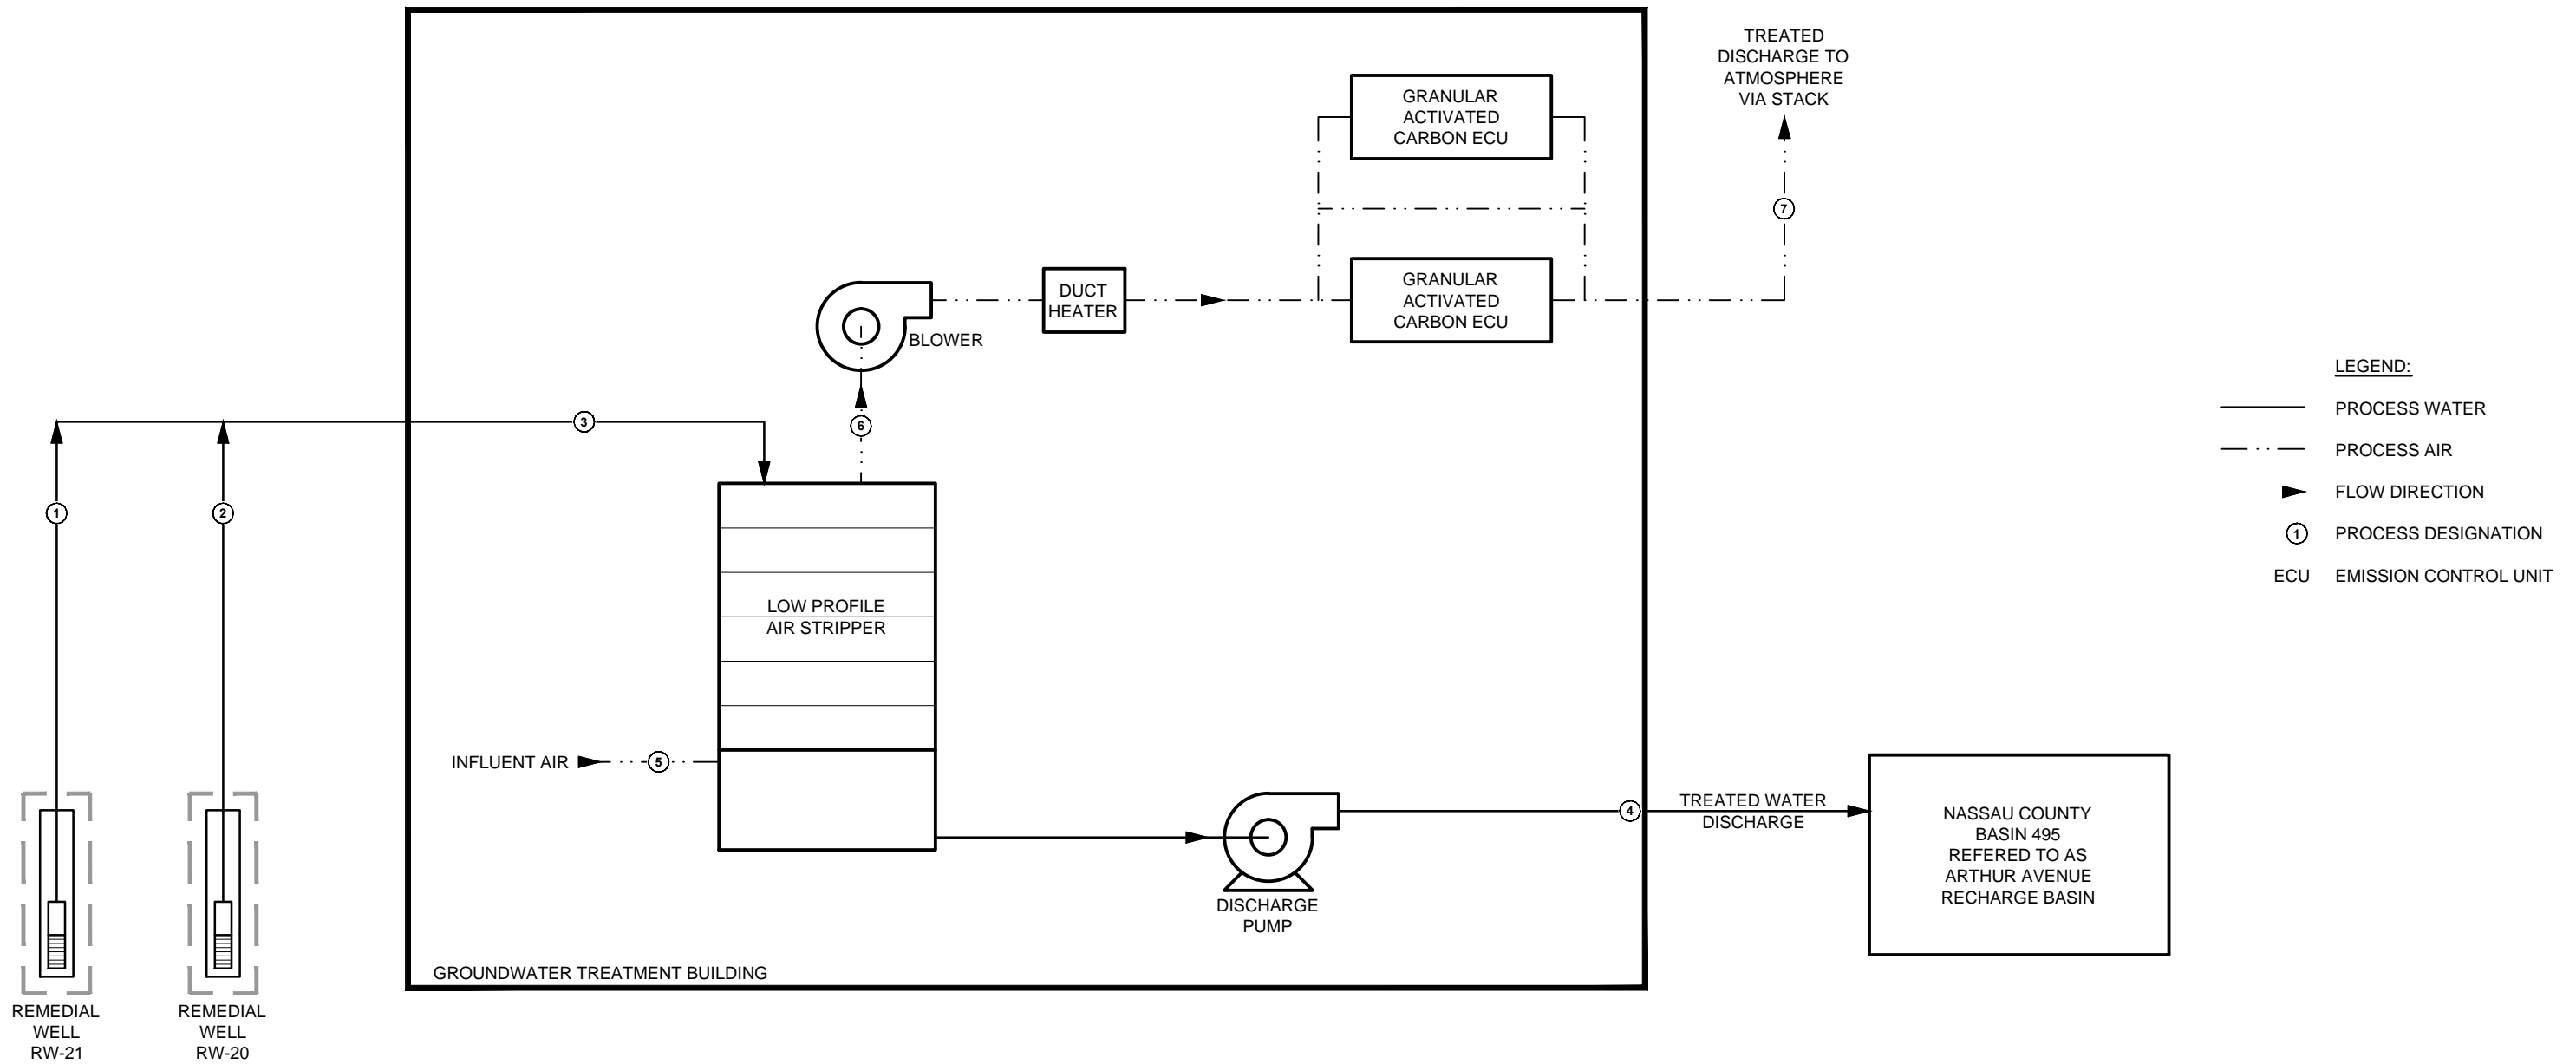 TREATED
DISCHARGE TO
ATMOSPHERE
VIA STACK
GRANULAR
ACTIVATED
CARBON ECU
7
GRANULAR
ACTIVATED
CARBON ECU
DUCT
HEATER
BLOWER
3
6
1
2
LOW PROFILE
AIR STRIPPER
INFLUENT AIR
5
4
TREATED WATER
DISCHARGE
NASSAU COUNTY
BASIN 495
REFERED TO AS
ARTHUR AVENUE
RECHARGE BASIN
DISCHARGE
PUMP
GROUNDWATER TREATMENT BUILDING
REMEDIAL
WELL
RW-21
REMEDIAL
WELL
RW-20
LEGEND:
PROCESS WATER
PROCESS AIR
FLOW DIRECTION
1 PROCESS DESIGNATION
ECU EMISSION CONTROL UNIT